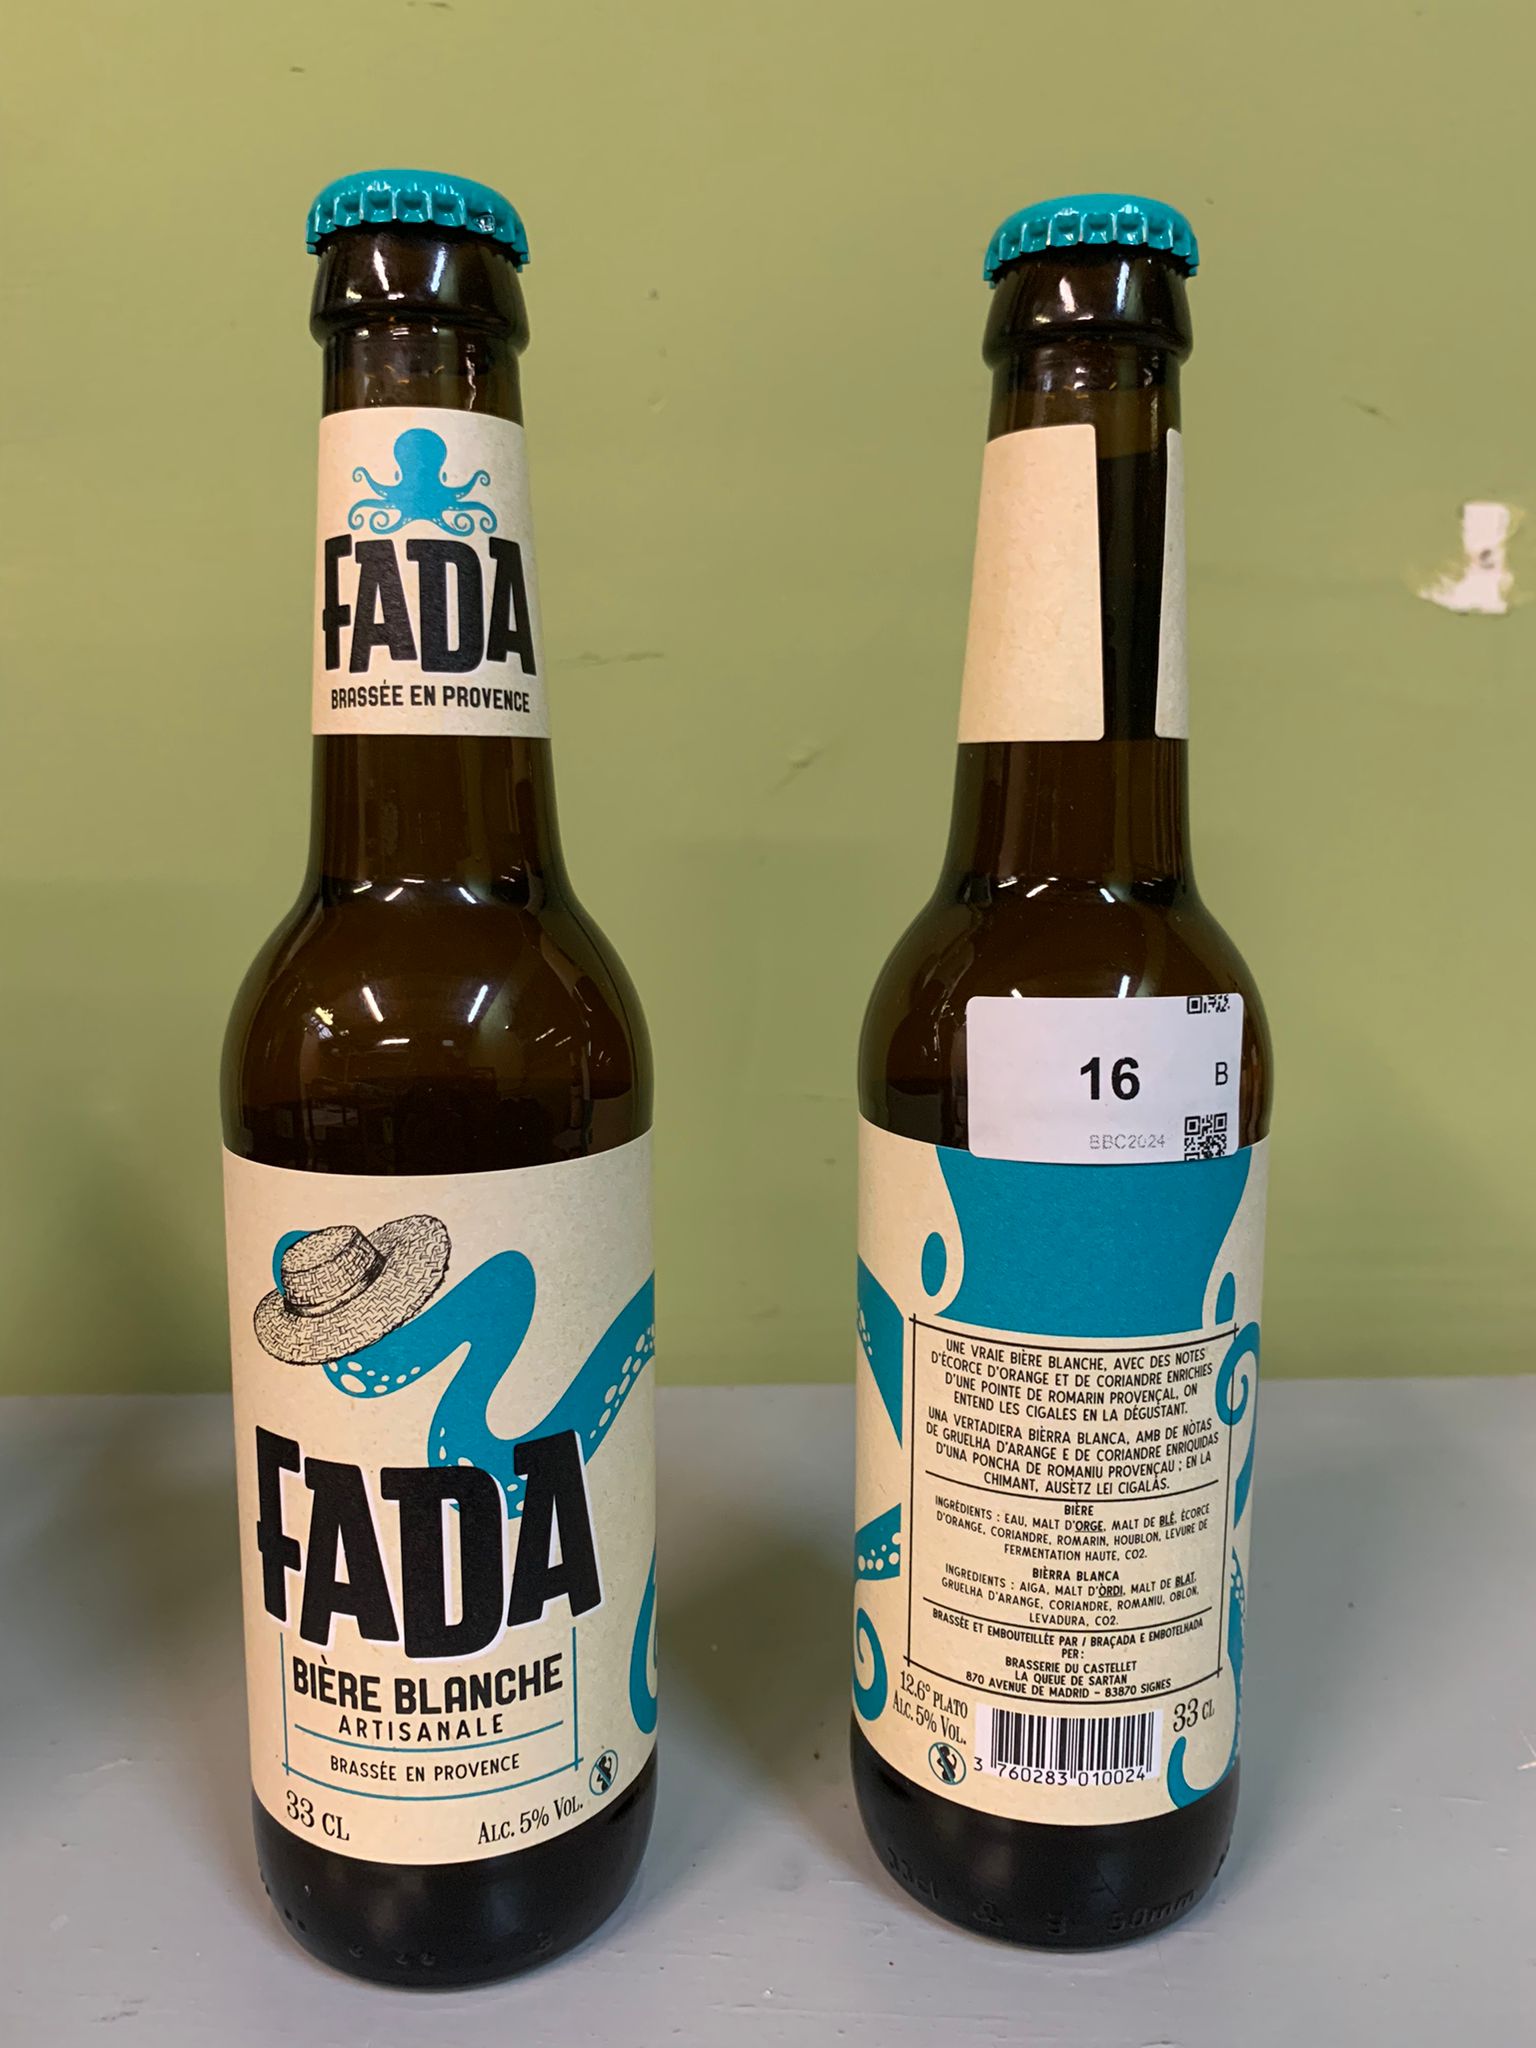 FADA
BRASSÉE EN PROVENCE
FADA
BIÈRE BLANCHE
ARTISANALE
BRASSÉE EN PROVENCE
33 CL
ALC. 5% VOL.
16
B
BBC2024
UNE VRAIE BIÈRE BLANCHE, AVEC DES NOTES
D'ÉCORCE D'ORANGE ET DE CORIANDRE ENRICHIES
D'UNE POINTE DE ROMARIN PROVENÇAL, ON
ENTEND LES CIGALES EN LA DÉGUSTANT.
UNA VERTADIERA BIÈRRA BLANCA, AMB DE NÒTAS
DE GRUELHA D'ARANGE E DE CORIANDRE ENRIQUIDAS
D'UNA PONCHA DE ROMANIU PROVENÇAU ; EN LA
CHIMANT, AUSÈTZ LEI CIGALAS.
BIÈRE
INGRÉDIENTS : EAU, MALT D'ORGE, MALT DE BLÉ, ÉCORCE
D'ORANGE, CORIANDRE, ROMARIN, HOUBLON, LEVURE DE
FERMENTATION HAUTE, CO2.
BIÈRRA BLANCA
INGREDIENTS : AIGA, MALT D'ÒRDI, MALT DE BLAT,
GRUELHA D'ARANGE, CORIANDRE, ROMANIU, OBLON,
LEVADURA, CO2.
BRASSÉE ET EMBOUTEILLÉE PAR / BRAÇADA E EMBOTELHADA
PER :
BRASSERIE DU CASTELLET
LA QUEUE DE SARTAN
870 AVENUE DE MADRID - 83870 SIGNES
12.6° PLATO
ALC. 5% VOL.
33 CL
3 760283 010024